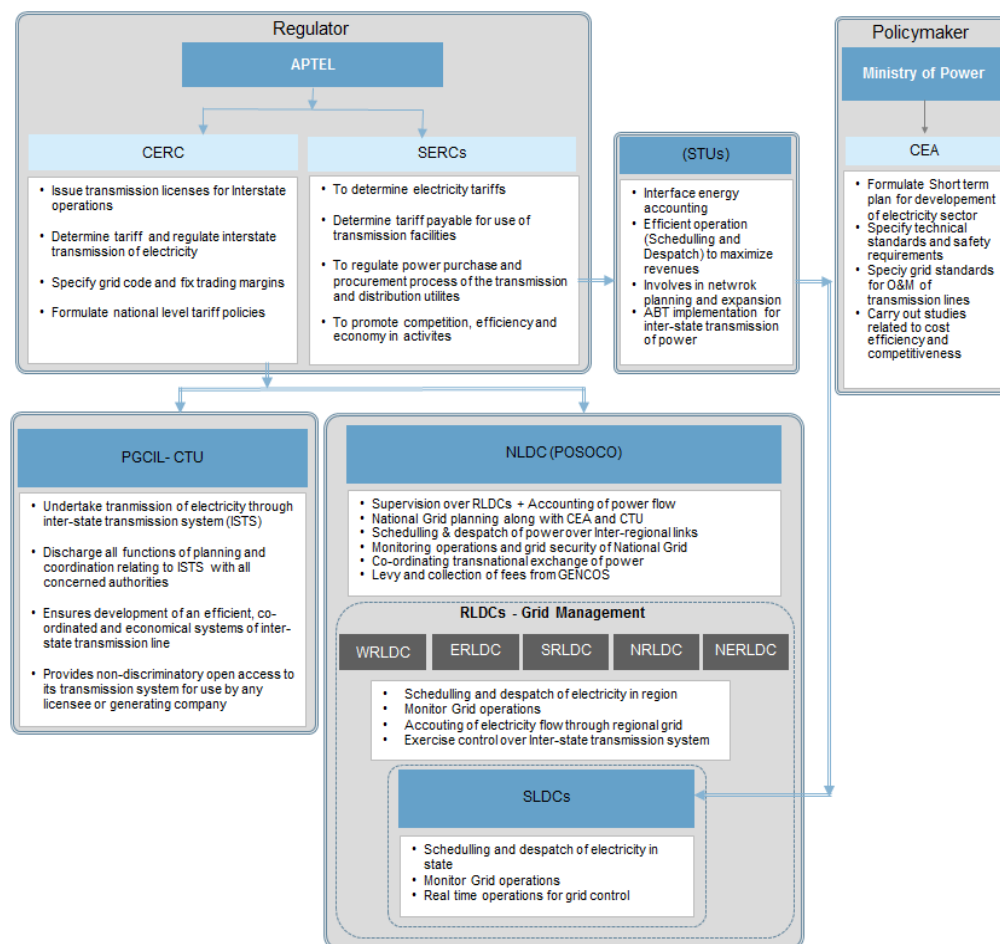 Regulator
APTEL
CERC
• Issue transmission licenses for Interstate
operations
• Determine tariff and regulate interstate
transmission of electricity
• Specify grid code and fix trading margins
• Formulate national level tariff policies
SERCs
• To determine electricity tariffs
• Determine tariff payable for use of
transmission facilities
• To regulate power purchase and
procurement process of the transmission
and distribution utilites
• To promote competition, efficiency and
economy in activites
(STUs)
• Interface energy
accounting
• Efficient operation
(Schedulling and
Despatch) to maximize
revenues
• Involves in netwrok
planning and expansion
• ABT implementation for
inter-state transmission
of power
Policymaker
Ministry of Power
CEA
• Formulate Short term
plan for developement
of electricity sector
• Specify technical
standards and safety
requirements
• Speciy grid standards
for O&M of
transmission lines
• Carry out studies
related to cost
efficiency and
competitiveness
PGCIL- CTU
• Undertake tranmission of electricity through
inter-state transmission system (ISTS)
• Discharge all functions of planning and
coordination relating to ISTS with all
concerned authorities
• Ensures development of an efficient, co-
ordinated and economical systems of inter-
state transmission line
• Provides non-discriminatory open access to
its transmission system for use by any
licensee or generating company
NLDC (POSOCO)
• Supervision over RLDCs + Accounting of power flow
• National Grid planning along with CEA and CTU
• Schedulling & despatch of power over Inter-regional links
• Monitoring operations and grid security of National Grid
• Co-ordinating transnational exchange of power
• Levy and collection of fees from GENCOS
RLDCs - Grid Management
WRLDC ERLDC SRLDC NRLDC NERLDC
• Schedulling and despatch of electricity in region
• Monitor Grid operations
• Accouting of electricity flow through regional grid
• Exercise control over Inter-state transmission system
SLDCs
• Schedulling and despatch of electricity in
state
• Monitor Grid operations
• Real time operations for grid control